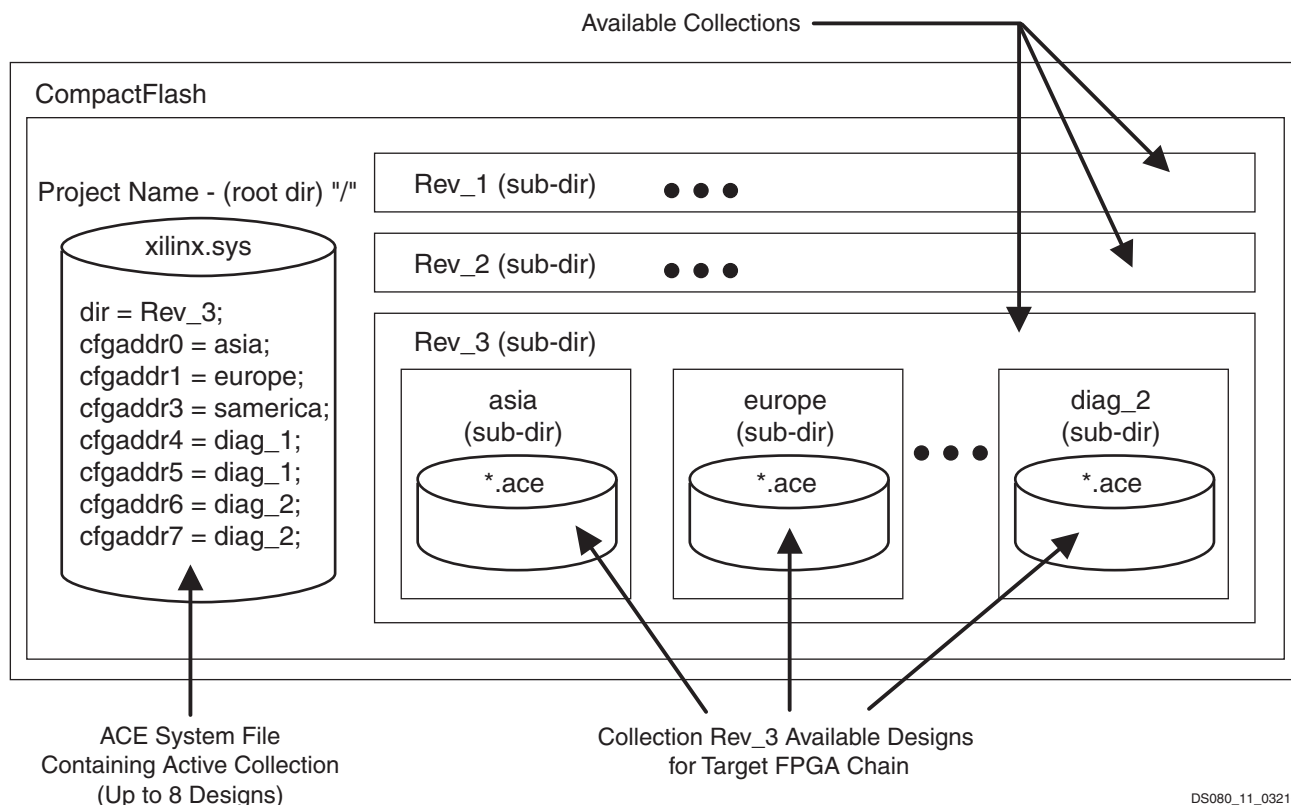 Available Collections
CompactFlash
Project Name - (root dir) "/"
xilinx.sys
dir = Rev_3;
cfgaddr0 = asia;
cfgaddr1 = europe;
cfgaddr3 = samerica;
cfgaddr4 = diag_1;
cfgaddr5 = diag_1;
cfgaddr6 = diag_2;
cfgaddr7 = diag_2;
Rev_1 (sub-dir)
Rev_2 (sub-dir)
Rev_3 (sub-dir)
asia
(sub-dir)
*.ace
europe
(sub-dir)
*.ace
diag_2
(sub-dir)
*.ace
ACE System File
Containing Active Collection
(Up to 8 Designs)
Collection Rev_3 Available Designs
for Target FPGA Chain
DS080_11_0321